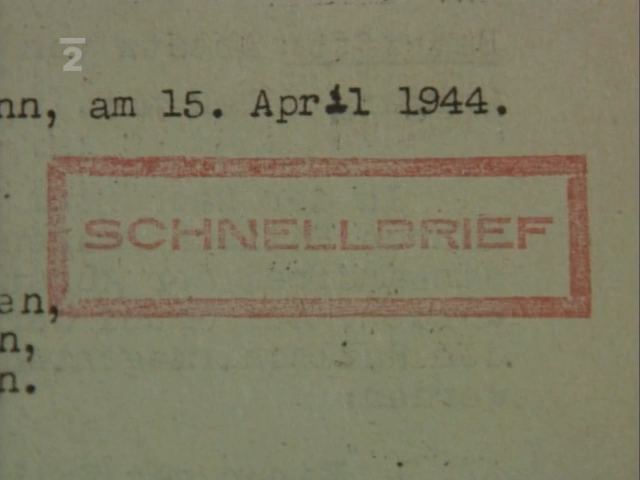 2
nn, am 15. April 1944.
SCHNELLBRIEF
en,
n,
n.